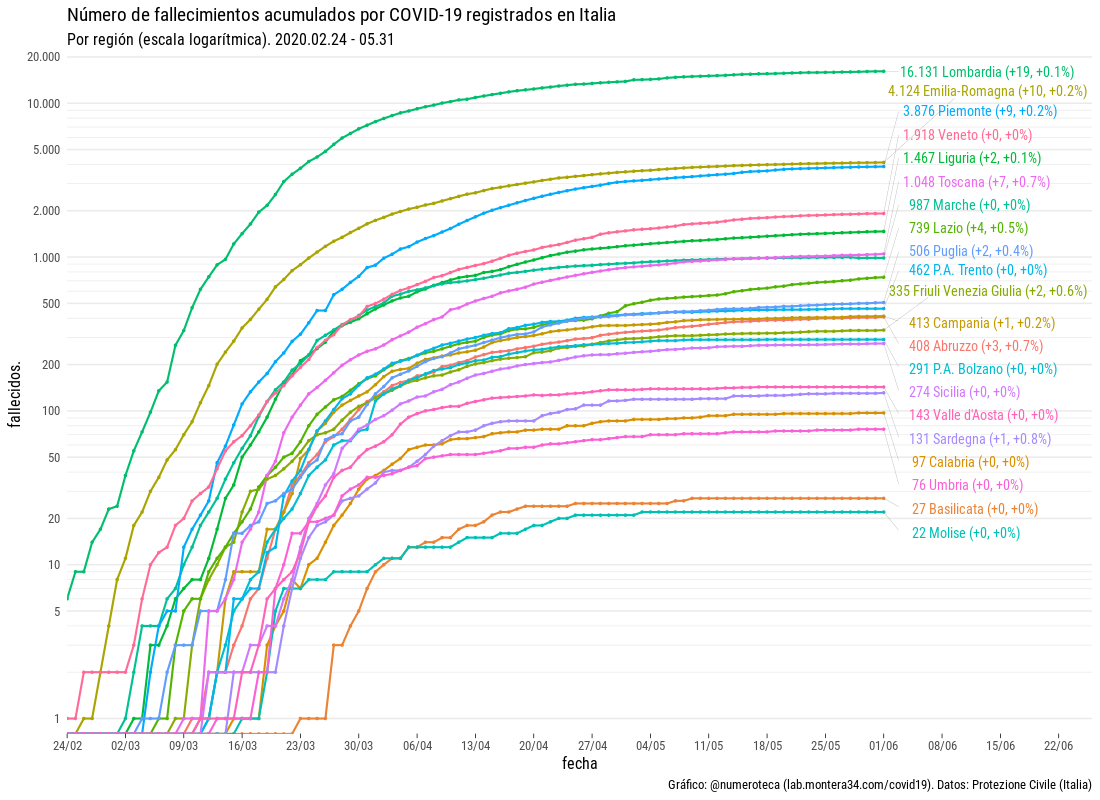 Número de fallecimientos acumulados por COVID-19 registrados en Italia
Por región (escala logarítmica). 2020.02.24 - 05.31
20.000
10.000
5.000
2.000
1.000
500
200
100
50
20
10
5
1
fallecidos.
16.131 Lombardia (+19, +0.1%)
4.124 Emilia-Romagna (+10, +0.2%)
3.876 Piemonte (+9, +0.2%)
1.918 Veneto (+0, +0%)
1.467 Liguria (+2, +0.1%)
1.048 Toscana (+7, +0.7%)
987 Marche (+0, +0%)
739 Lazio (+4, +0.5%)
506 Puglia (+2, +0.4%)
462 P.A. Trento (+0, +0%)
335 Friuli Venezia Giulia (+2, +0.6%)
413 Campania (+1, +0.2%)
408 Abruzzo (+3, +0.7%)
291 P.A. Bolzano (+0, +0%)
274 Sicilia (+0, +0%)
143 Valle d'Aosta (+0, +0%)
131 Sardegna (+1, +0.8%)
97 Calabria (+0, +0%)
76 Umbria (+0, +0%)
27 Basilicata (+0, +0%)
22 Molise (+0, +0%)
24/02 02/03 09/03 16/03 23/03 30/03 06/04 13/04 20/04 27/04 04/05 11/05 18/05 25/05 01/06 08/06 15/06 22/06
fecha
Gráfico: @numeroteca (lab.montera34.com/covid19). Datos: Protezione Civile (Italia)